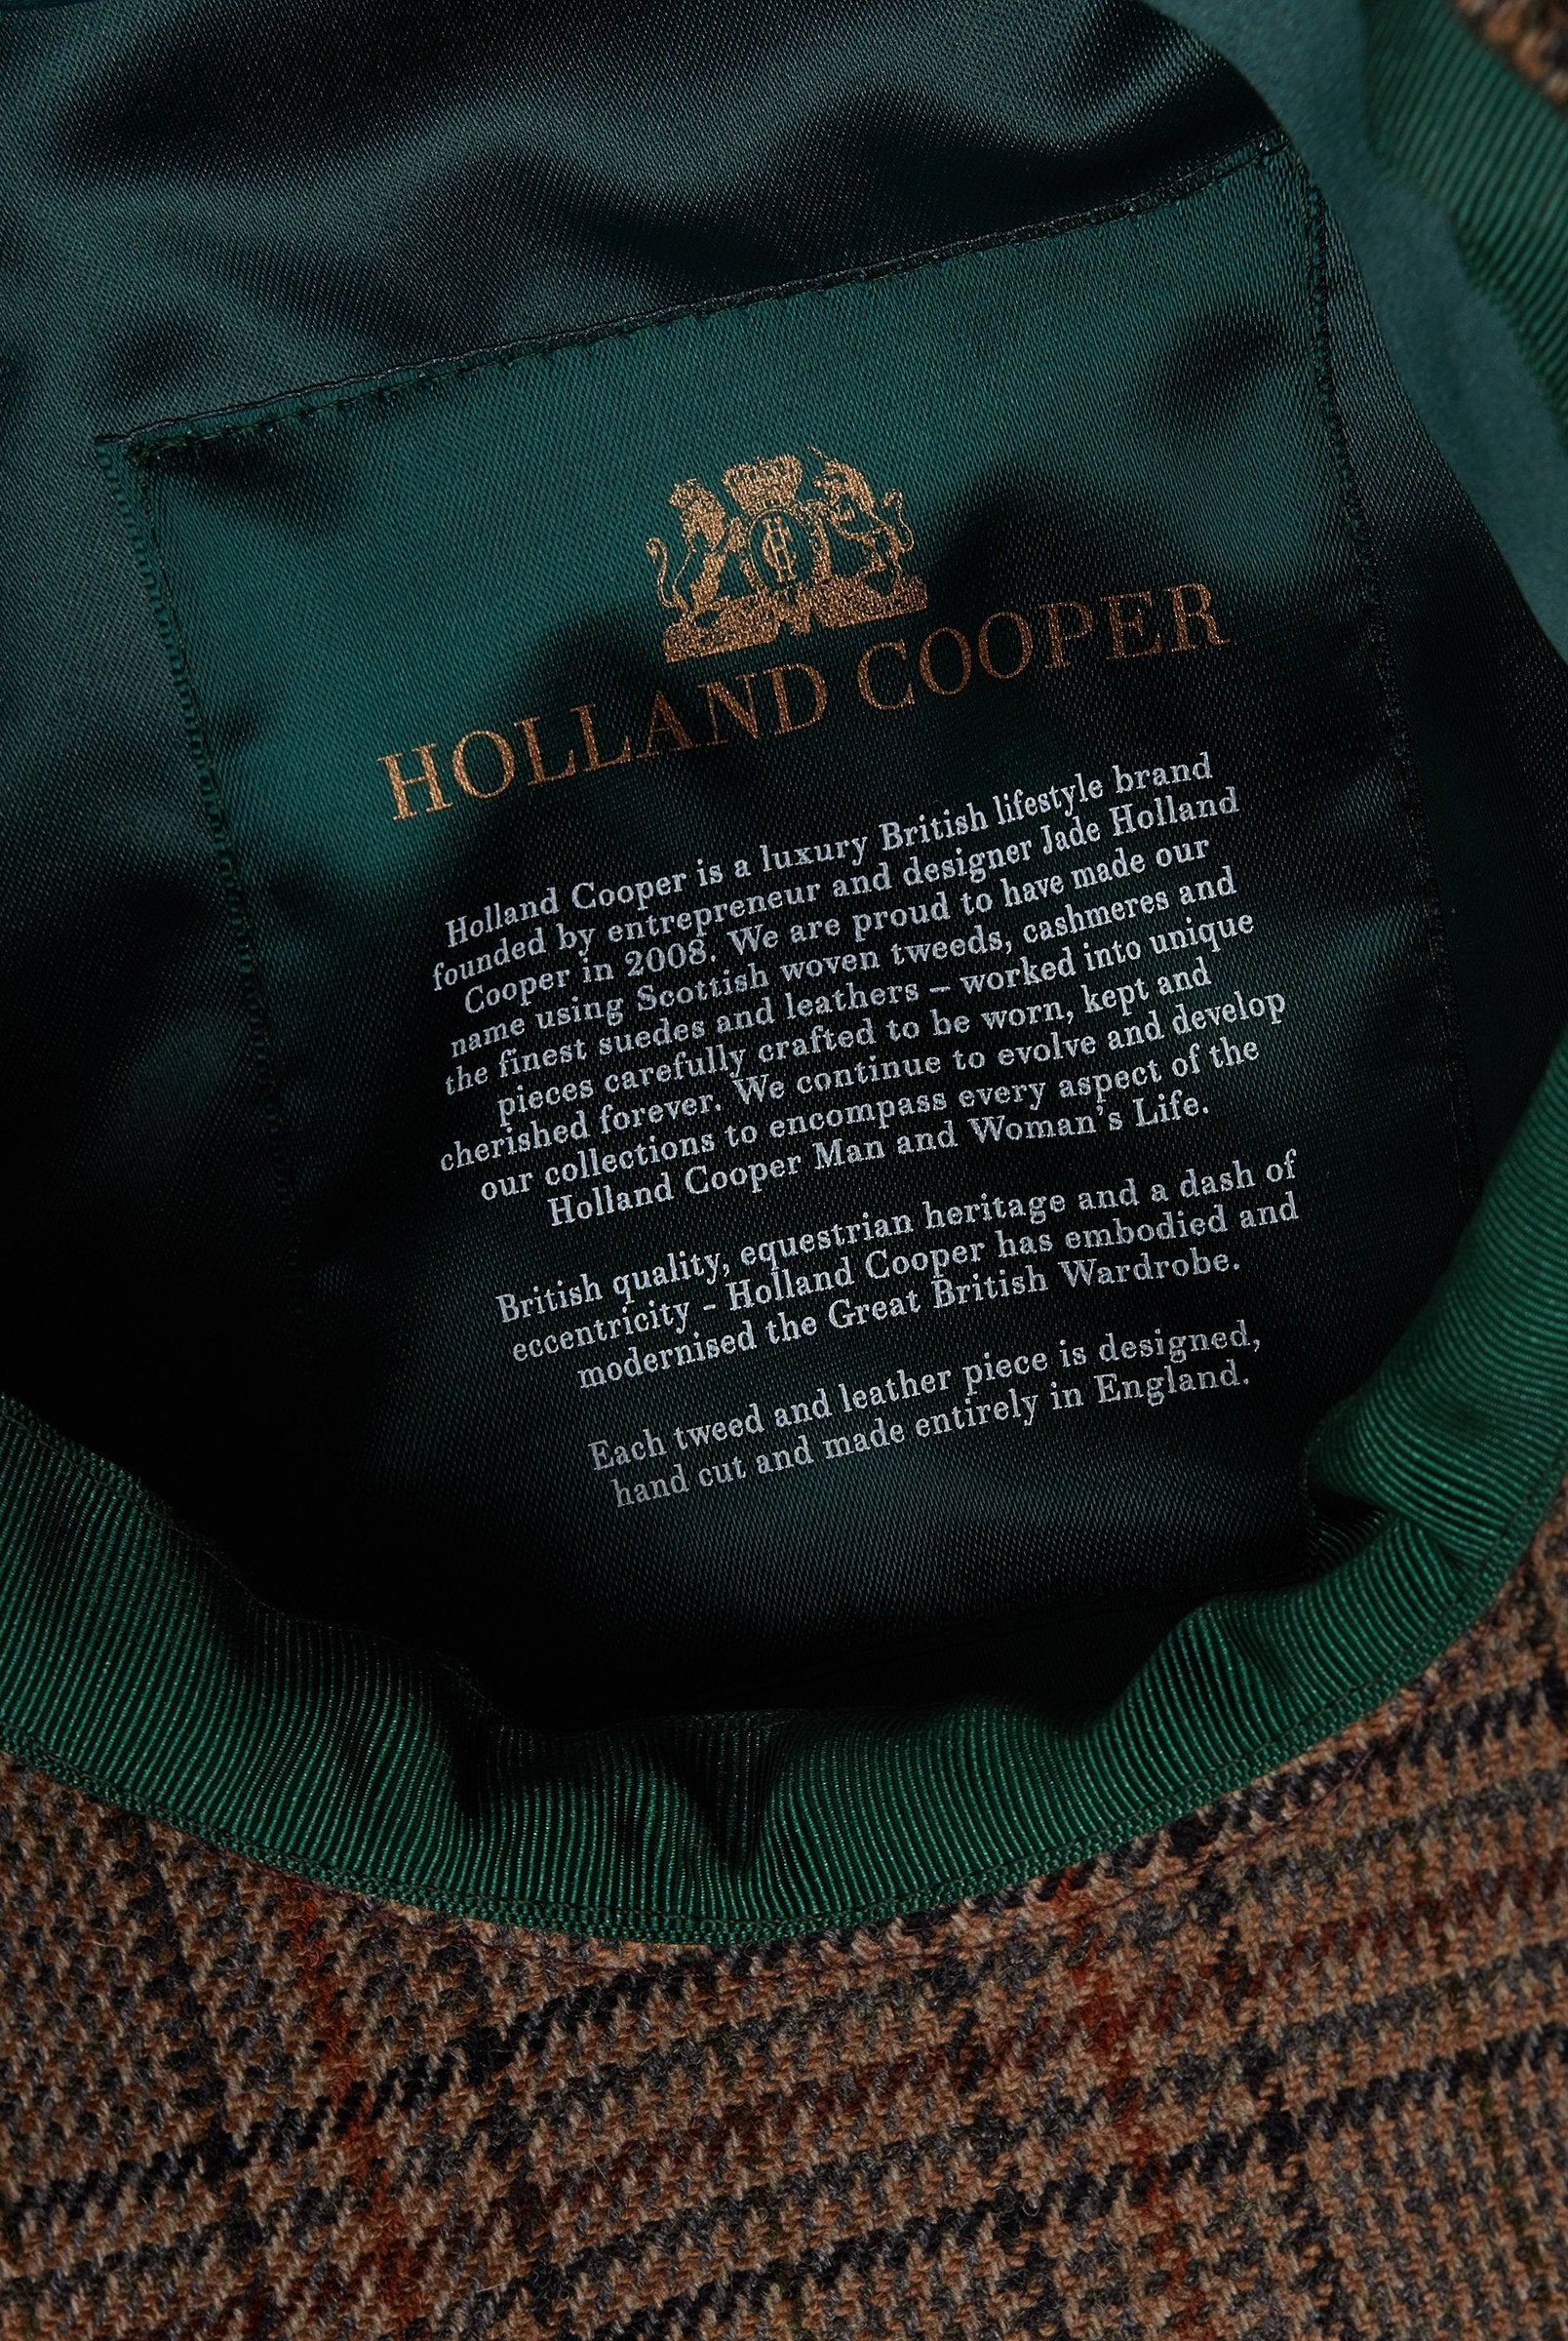 HOLLAND COOPER
Holland Cooper is a luxury British lifestyle brand
founded by entrepreneur and designer Jade Holland
Cooper in 2008. We are proud to have made our
name using Scottish woven tweeds, cashmeres and
the finest suedes and leathers – worked into unique
pieces carefully crafted to be worn, kept and
cherished forever. We continue to evolve and develop
our collections to encompass every aspect of the
Holland Cooper Man and Woman's Life.
British quality, equestrian heritage and a dash of
eccentricity - Holland Cooper has embodied and
modernised the Great British Wardrobe.
Each tweed and leather piece is designed,
hand cut and made entirely in England.